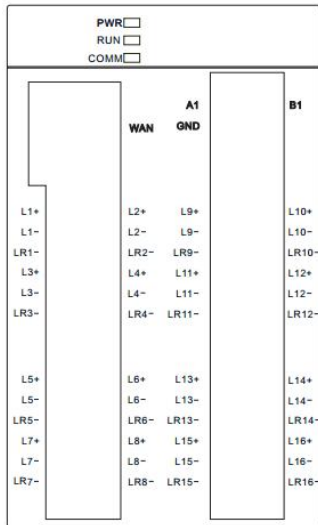 PWR
RUN
COMM
A1 B1
WAN GND
L1+ L2+ L9+ L10+
L1- L2- L9- L10-
LR1- LR2- LR9- LR10-
L3+ L4+ L11+ L12+
L3- L4- L11- L12-
LR3- LR4- LR11- LR12-
L5+ L6+ L13+ L14+
L5- L6- L13- L14-
LR5- LR6- LR13- LR14-
L7+ L8+ L15+ L16+
L7- L8- L15- L16-
LR7- LR8- LR15- LR16-